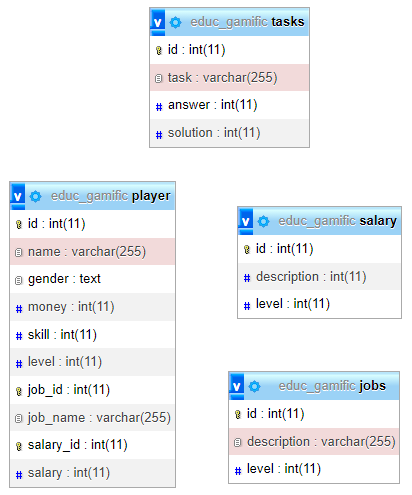 v educ_gamific tasks
id : int(11)
task : varchar(255)
# answer : int(11)
# solution : int(11)
v educ_gamific player
id : int(11)
name : varchar(255)
gender : text
# money : int(11)
# skill : int(11)
# level : int(11)
job_id : int(11)
job_name : varchar(255)
salary_id : int(11)
# salary : int(11)
v educ_gamific salary
id : int(11)
# description : int(11)
# level : int(11)
v educ_gamific jobs
id : int(11)
description : varchar(255)
# level : int(11)